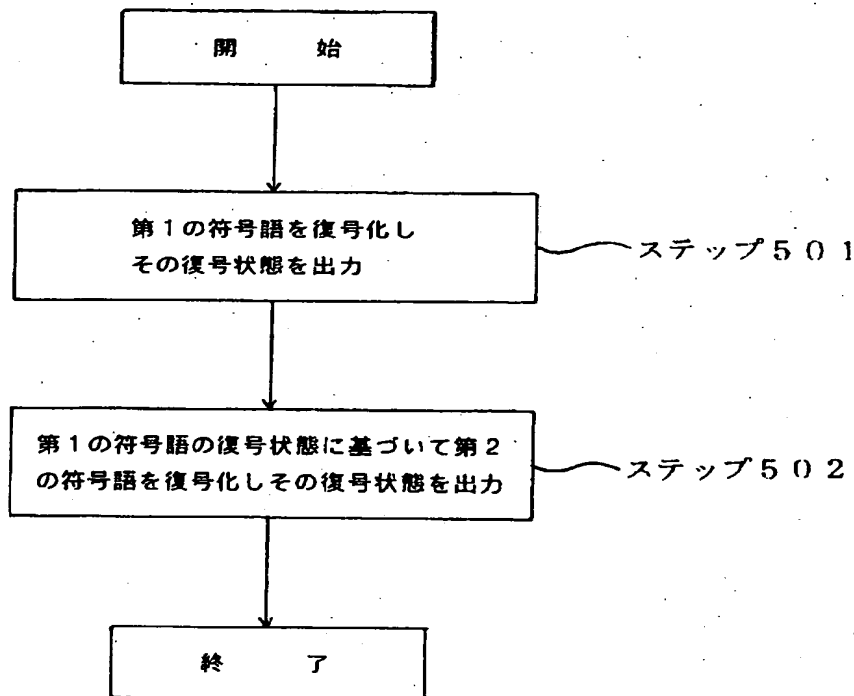 開 始
第1の符号語を復号化し
その復号状態を出力
ステップ501
第1の符号語の復号状態に基づいて第2
の符号語を復号化しその復号状態を出力
ステップ502
終 了